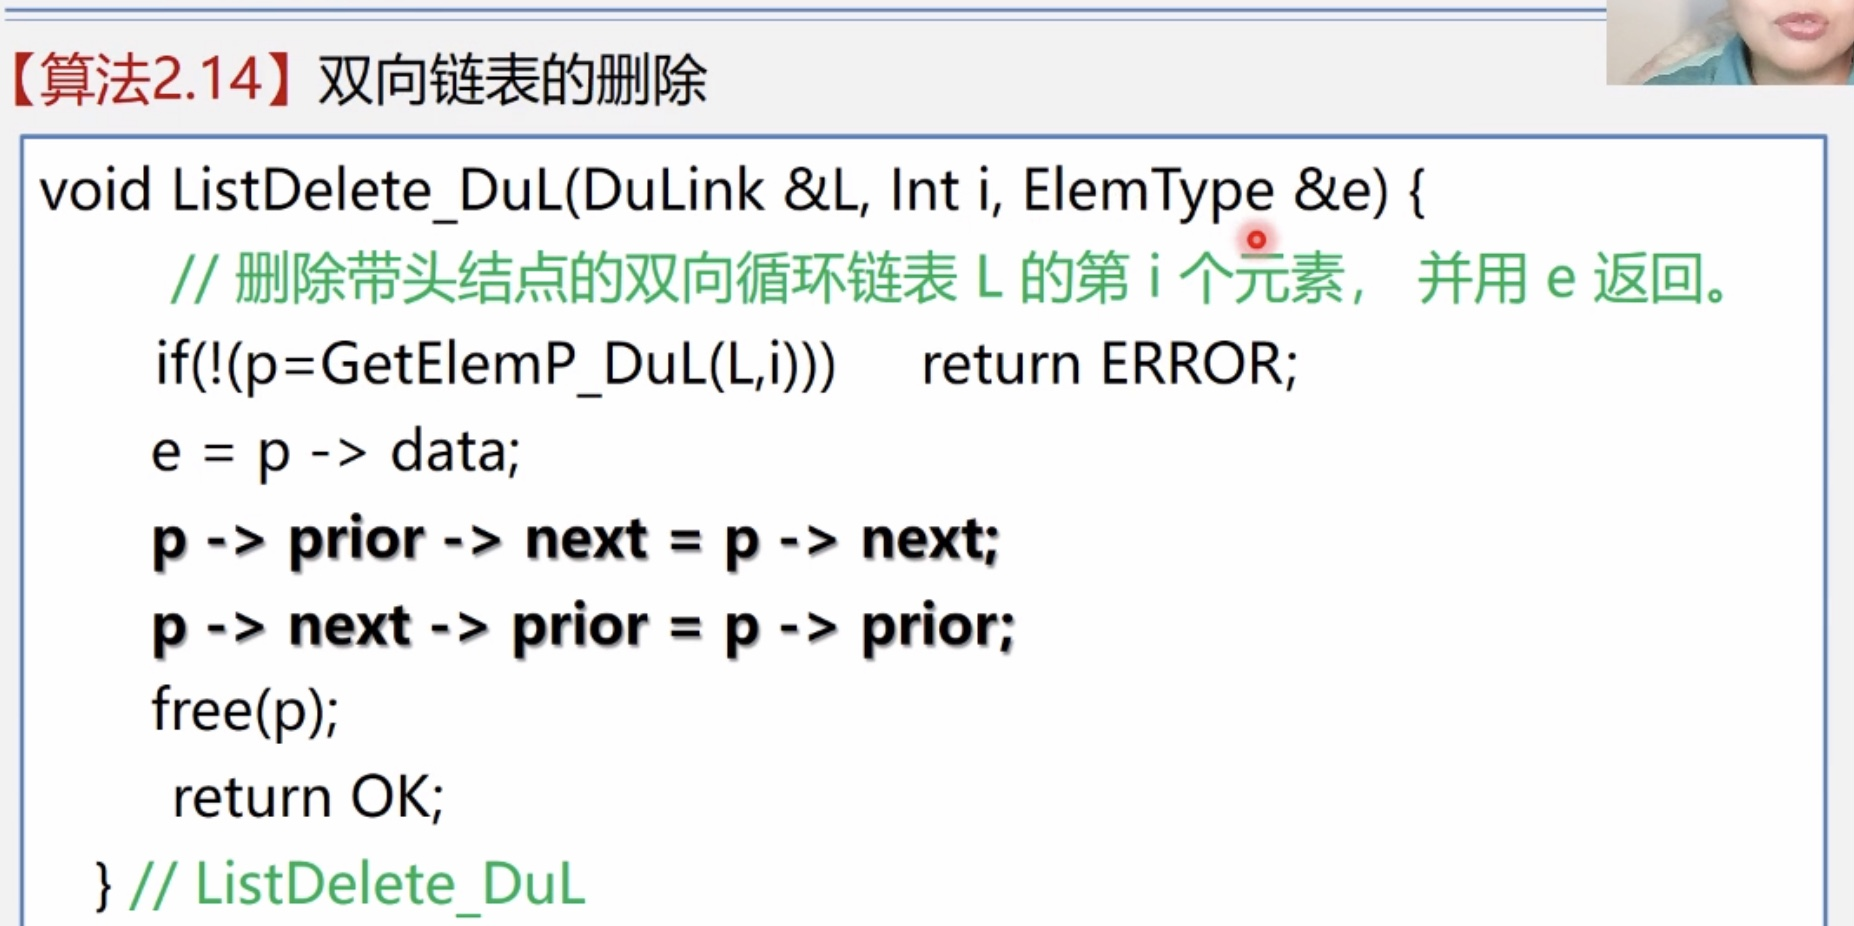 【算法2.14】双向链表的删除
void ListDelete_DuL(DuLink &L, Int i, ElemType &e) {
// 删除带头结点的双向循环链表 L 的第 i 个元素， 并用 e 返回。
if(!(p=GetElemP_DuL(L,i))) return ERROR;
e = p -> data;
p -> prior -> next = p -> next;
p -> next -> prior = p -> prior;
free(p);
return OK;
} // ListDelete_DuL